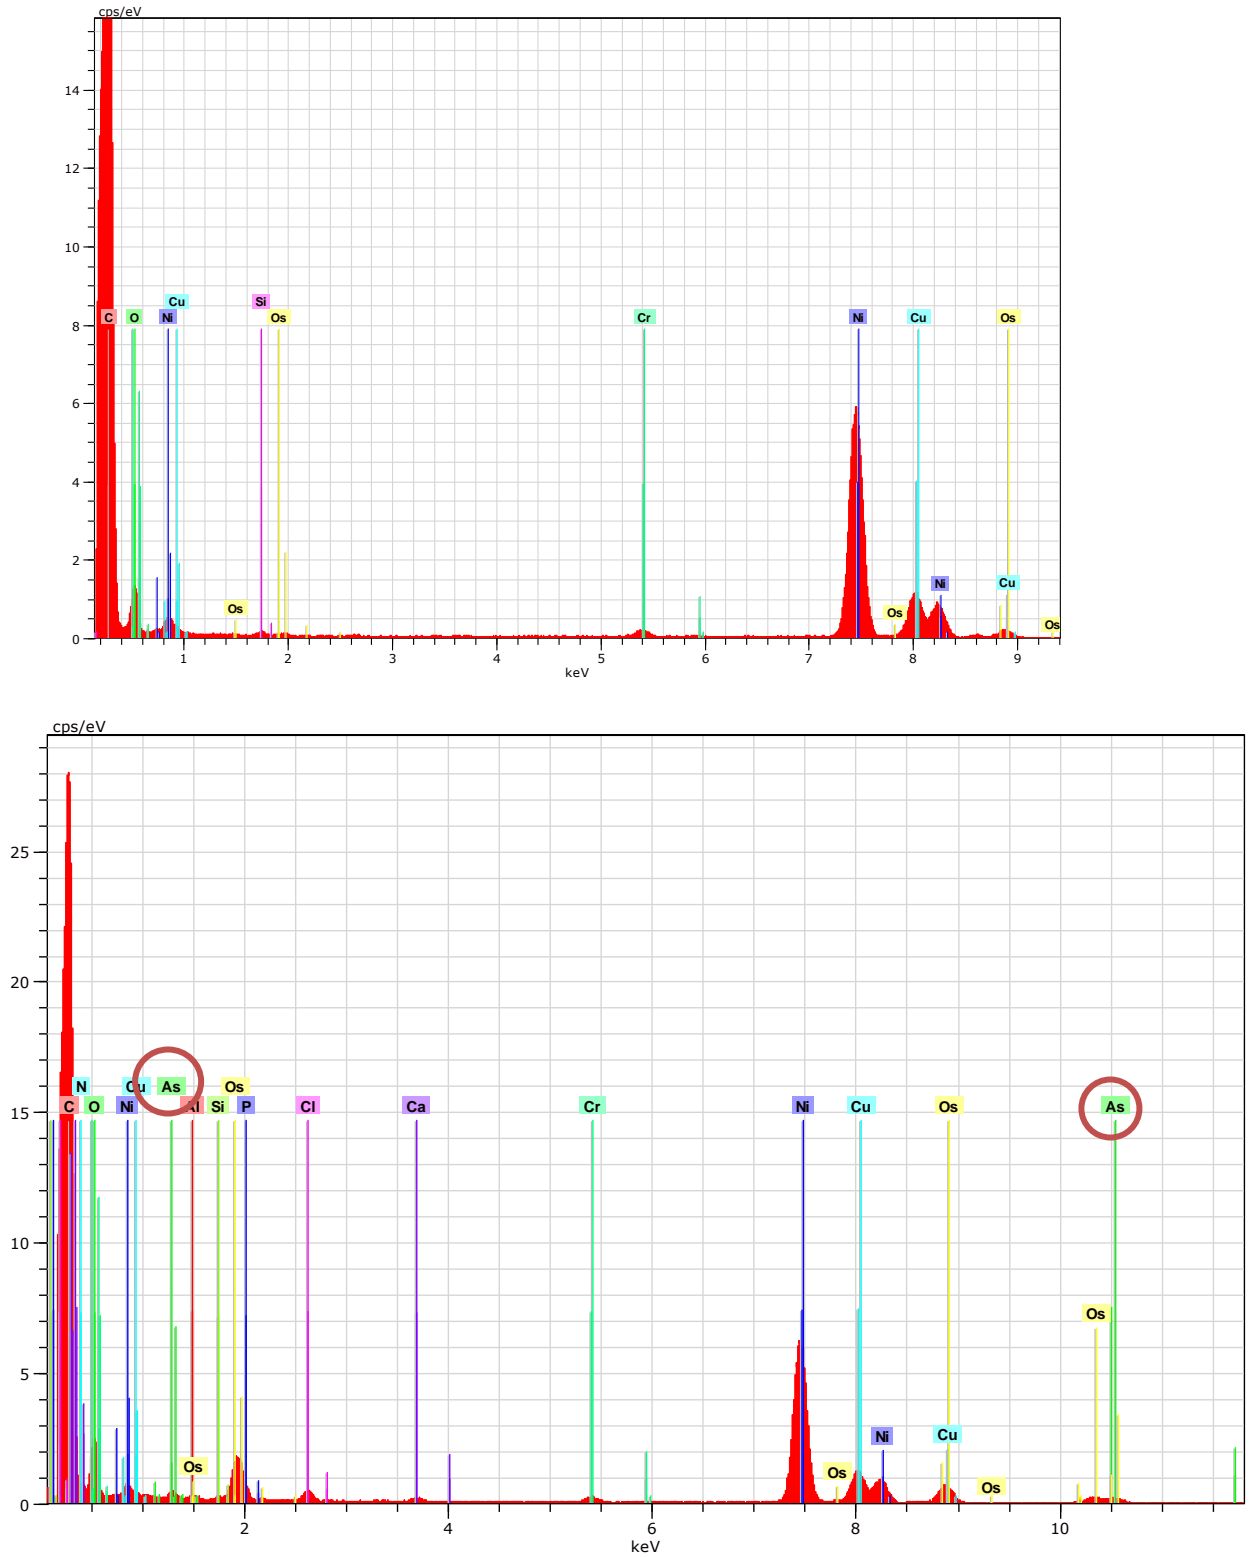 cps/eV
14
12
10
8
6
4
2
0
Cu Si
C O Ni Os Cr Ni Cu Os
Os Os Ni Cu Os
1 2 3 4 5 6 7 8 9
keV
cps/eV
25
20
15
10
5
0
N Cu As Os
C O Ni Al Si P Cl Ca Cr Ni Cu Os As
Os
Os Os Ni Cu Os
2 4 6 8 10
keV